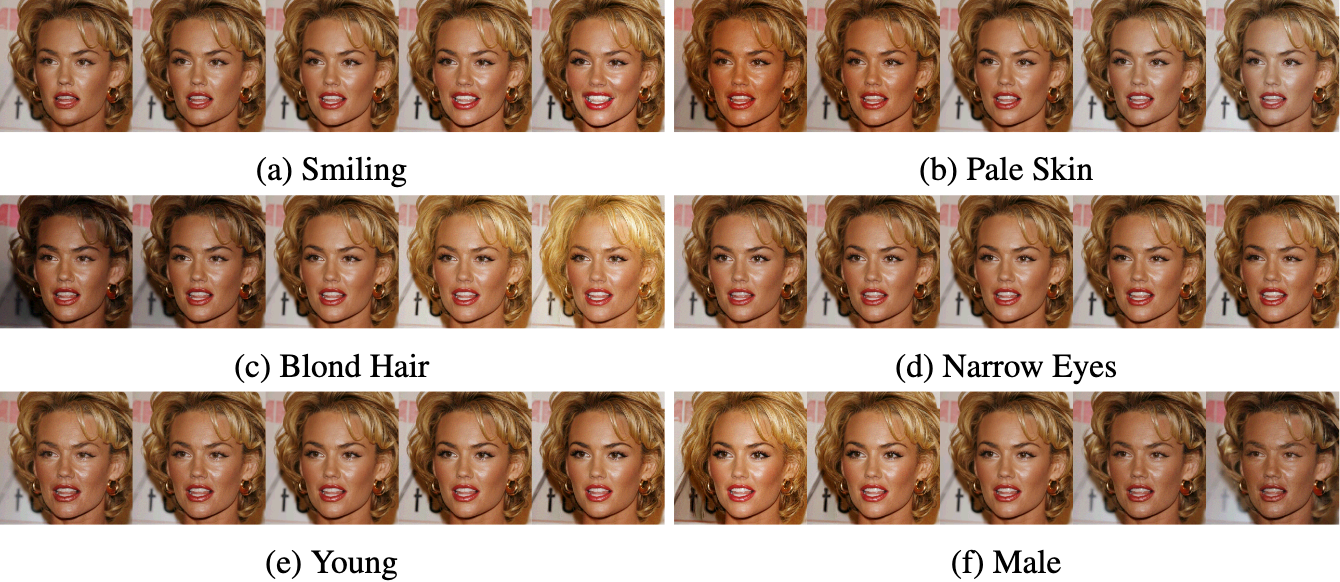 (a) Smiling
(b) Pale Skin
(c) Blond Hair
(d) Narrow Eyes
(e) Young
(f) Male